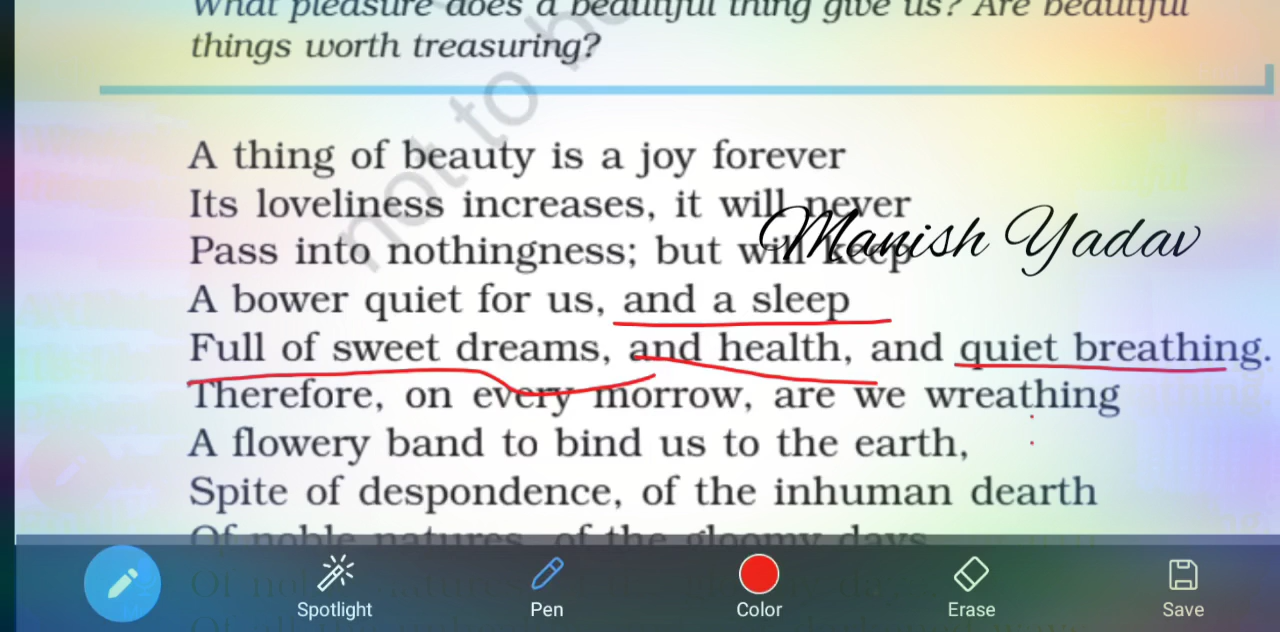 What pleasure does a beautiful thing give us? Are beautiful
things worth treasuring?
not to b
A thing of beauty is a joy forever
Its loveliness increases, it will never
Pass into nothingness; but will keep
Manish Yadav
A bower quiet for us, and a sleep
Full of sweet dreams, and health, and quiet breathing.
Therefore, on every morrow, are we wreathing
A flowery band to bind us to the earth,
Spite of despondence, of the inhuman dearth
Of noble natures, of the gloomy days,
Spotlight Pen Color Erase Save